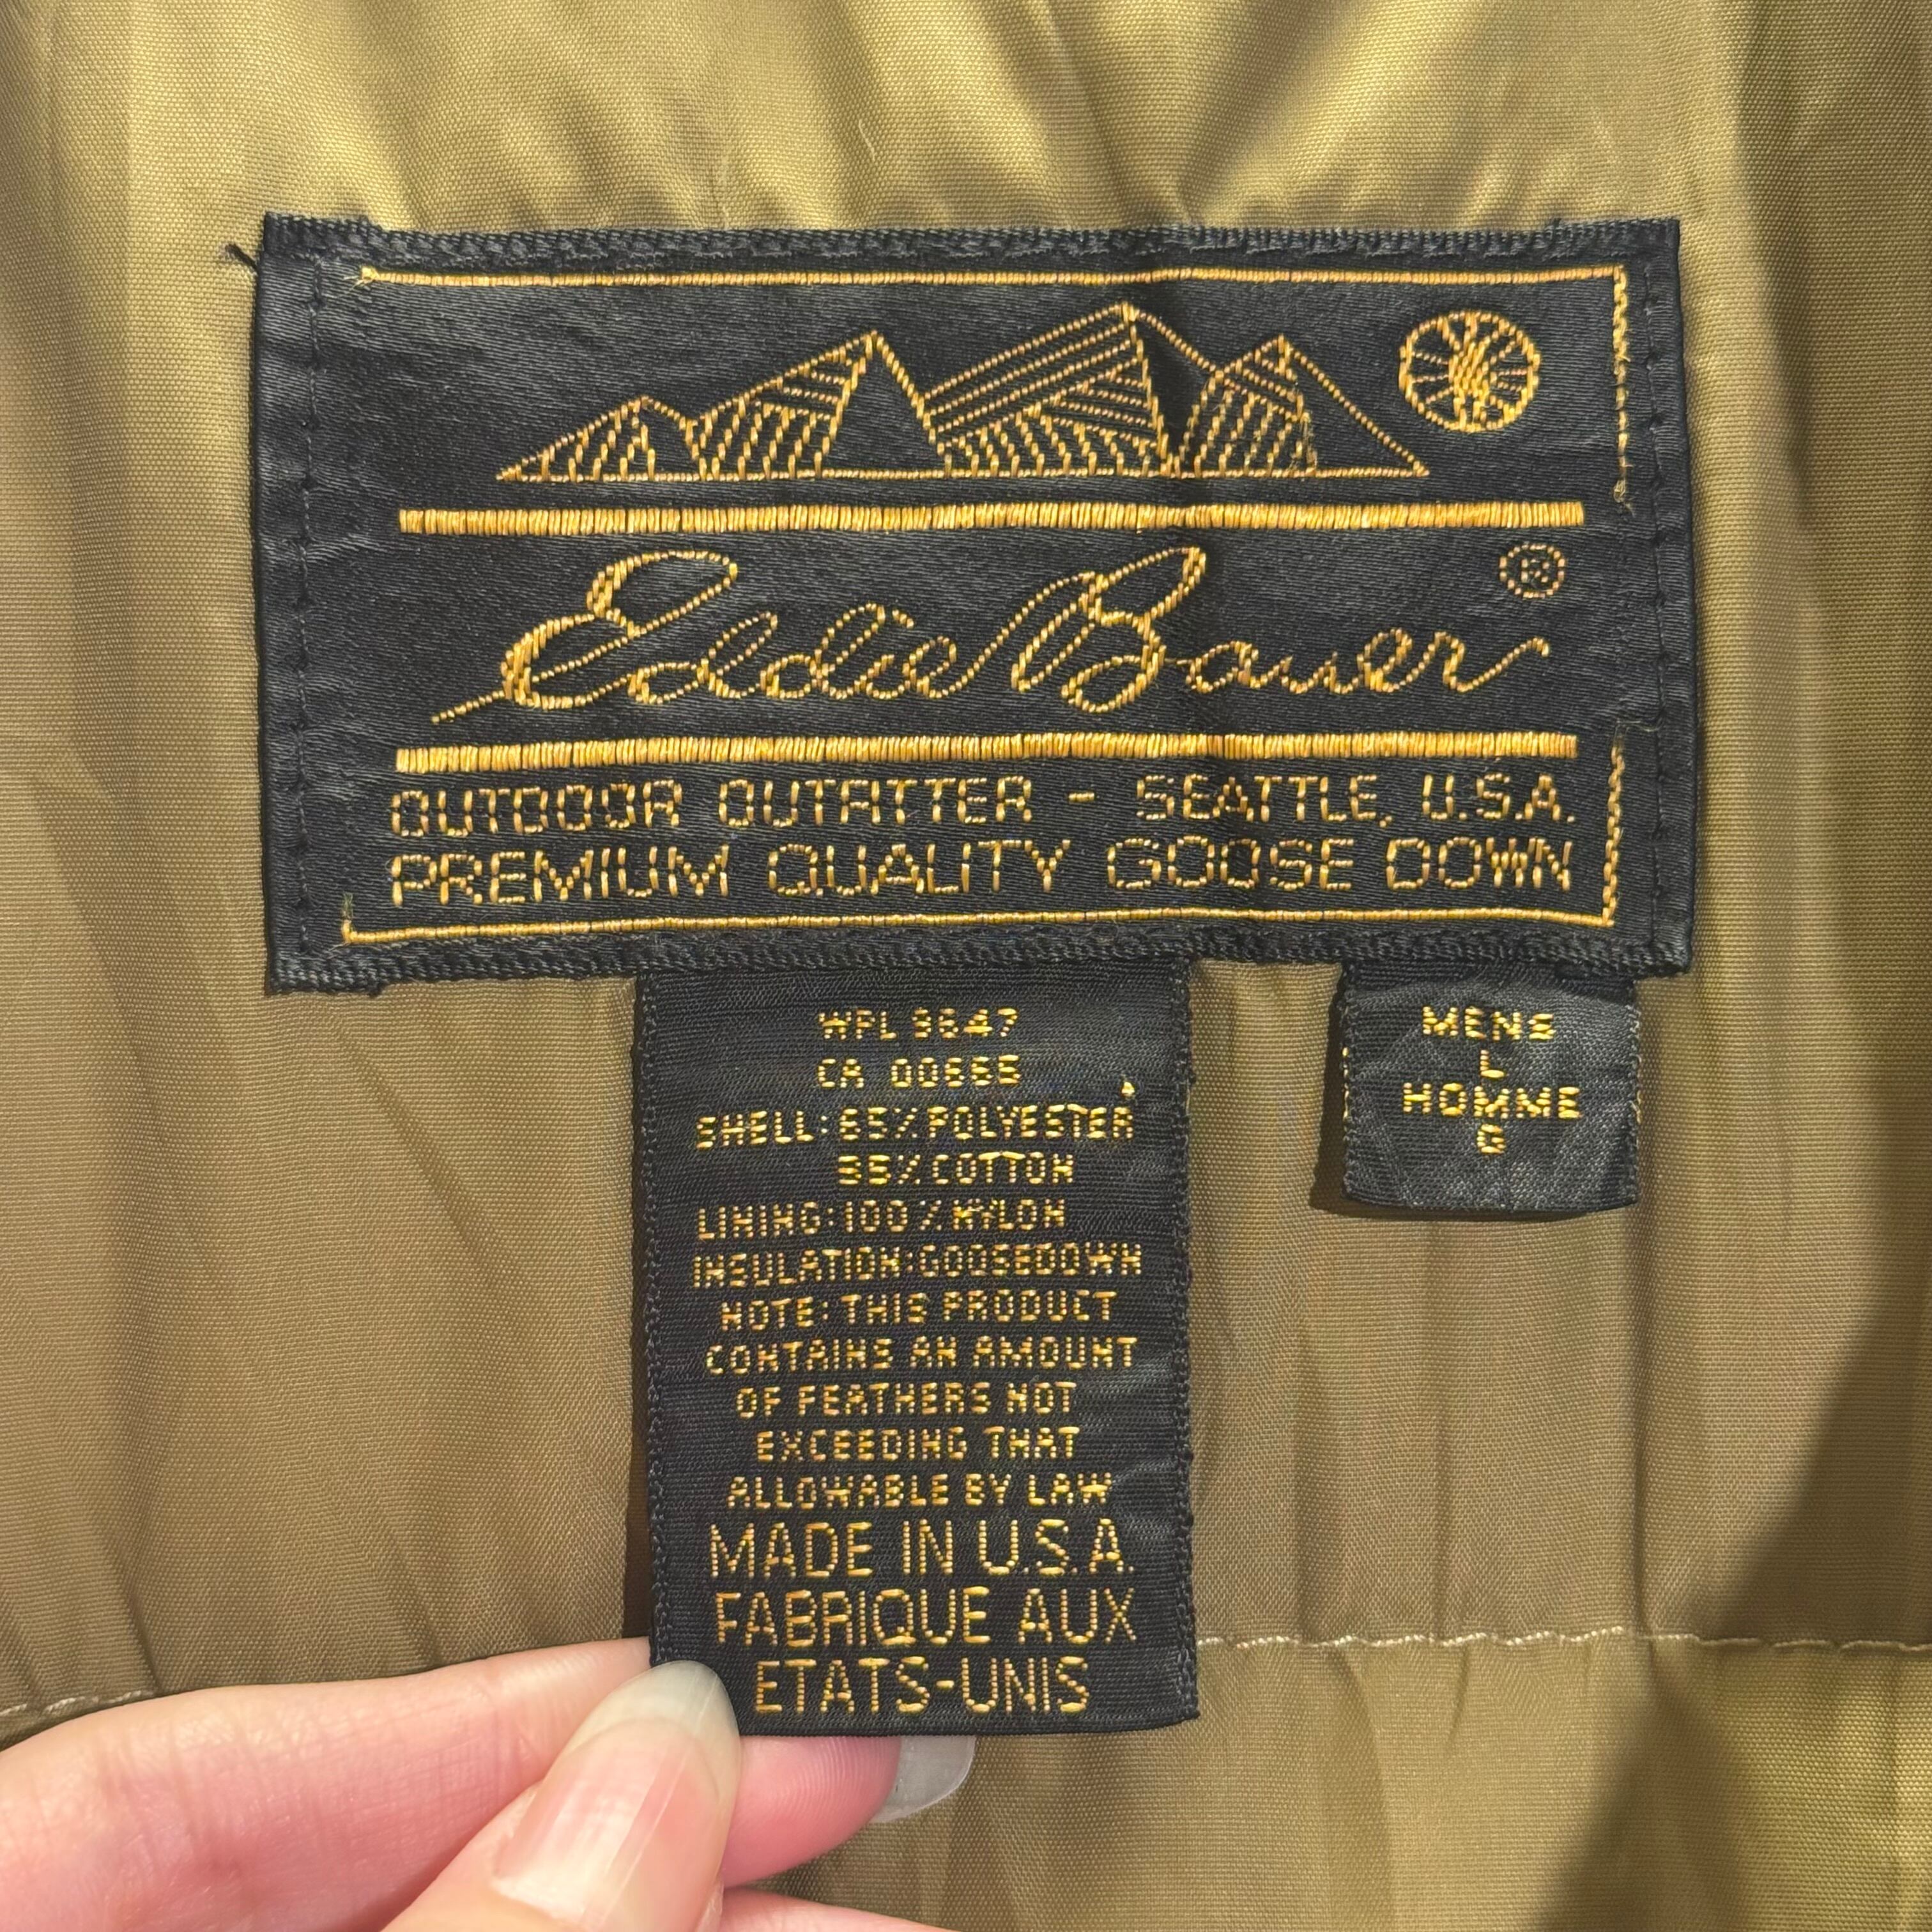 Eddie Bauer ®
OUTDOOR OUTFITTER - SEATTLE, U.S.A.
PREMIUM QUALITY GOOSE DOWN
WPL 9647
CA 00665
SHELL: 65% POLYESTER
35% COTTON
LINING: 100% NYLON
INSULATION: GOOSEDOWN
NOTE: THIS PRODUCT
CONTAINS AN AMOUNT
OF FEATHERS NOT
EXCEEDING THAT
ALLOWABLE BY LAW
MADE IN U.S.A.
FABRIQUE AUX
ETATS-UNIS
MENS
L
HOMME
G